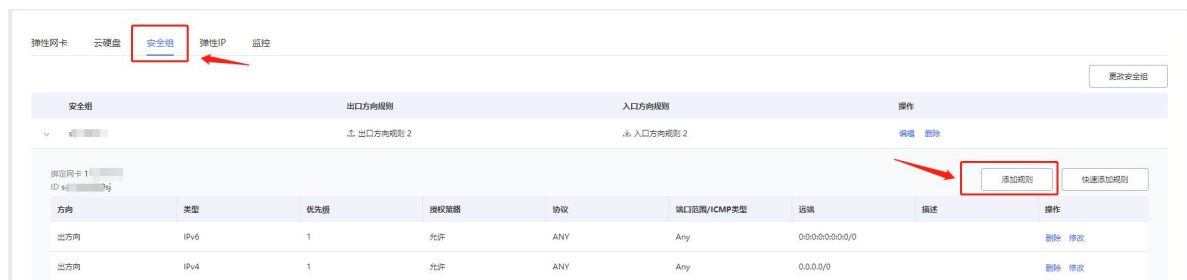 弹性网卡 云硬盘 安全组 弹性IP 监控
更改安全组
安全组 出口方向规则 入口方向规则 操作
s 出口方向规则 2 入口方向规则 2 编辑 删除
绑定网卡 1
ID s 9sj
添加规则 快速添加规则
方向 类型 优先级 授权策略 协议 端口范围/ICMP类型 远端 描述 操作
出方向 IPv6 1 允许 ANY Any 0:0:0:0:0:0:0:0/0 删除 修改
出方向 IPv4 1 允许 ANY Any 0.0.0.0/0 删除 修改